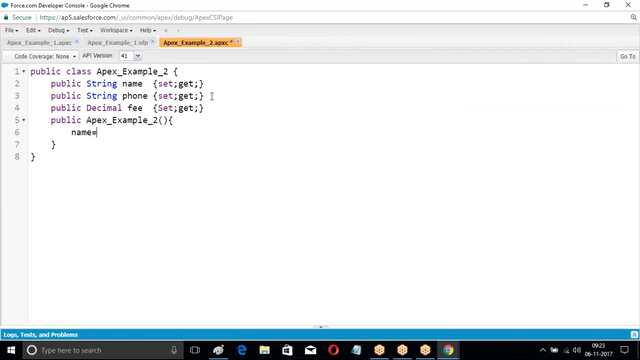 Force.com Developer Console - Google Chrome
Secure https://ap5.salesforce.com/_ui/common/apex/debug/ApexCSIPage
File Edit Debug Test Workspace Help < >
Apex_Example_1.apxc Apex_Example_1.vfp Apex_Example_2.apxc *
Code Coverage: None API Version: 41 Go To
1 public class Apex_Example_2 {
2 public String name {set;get;}
3 public String phone {set;get;}
4 public Decimal fee {Set;get;}
5 public Apex_Example_2(){
6 name=
7 }
8 }
Logs, Tests, and Problems
Type here to search
09:23
06-11-2017